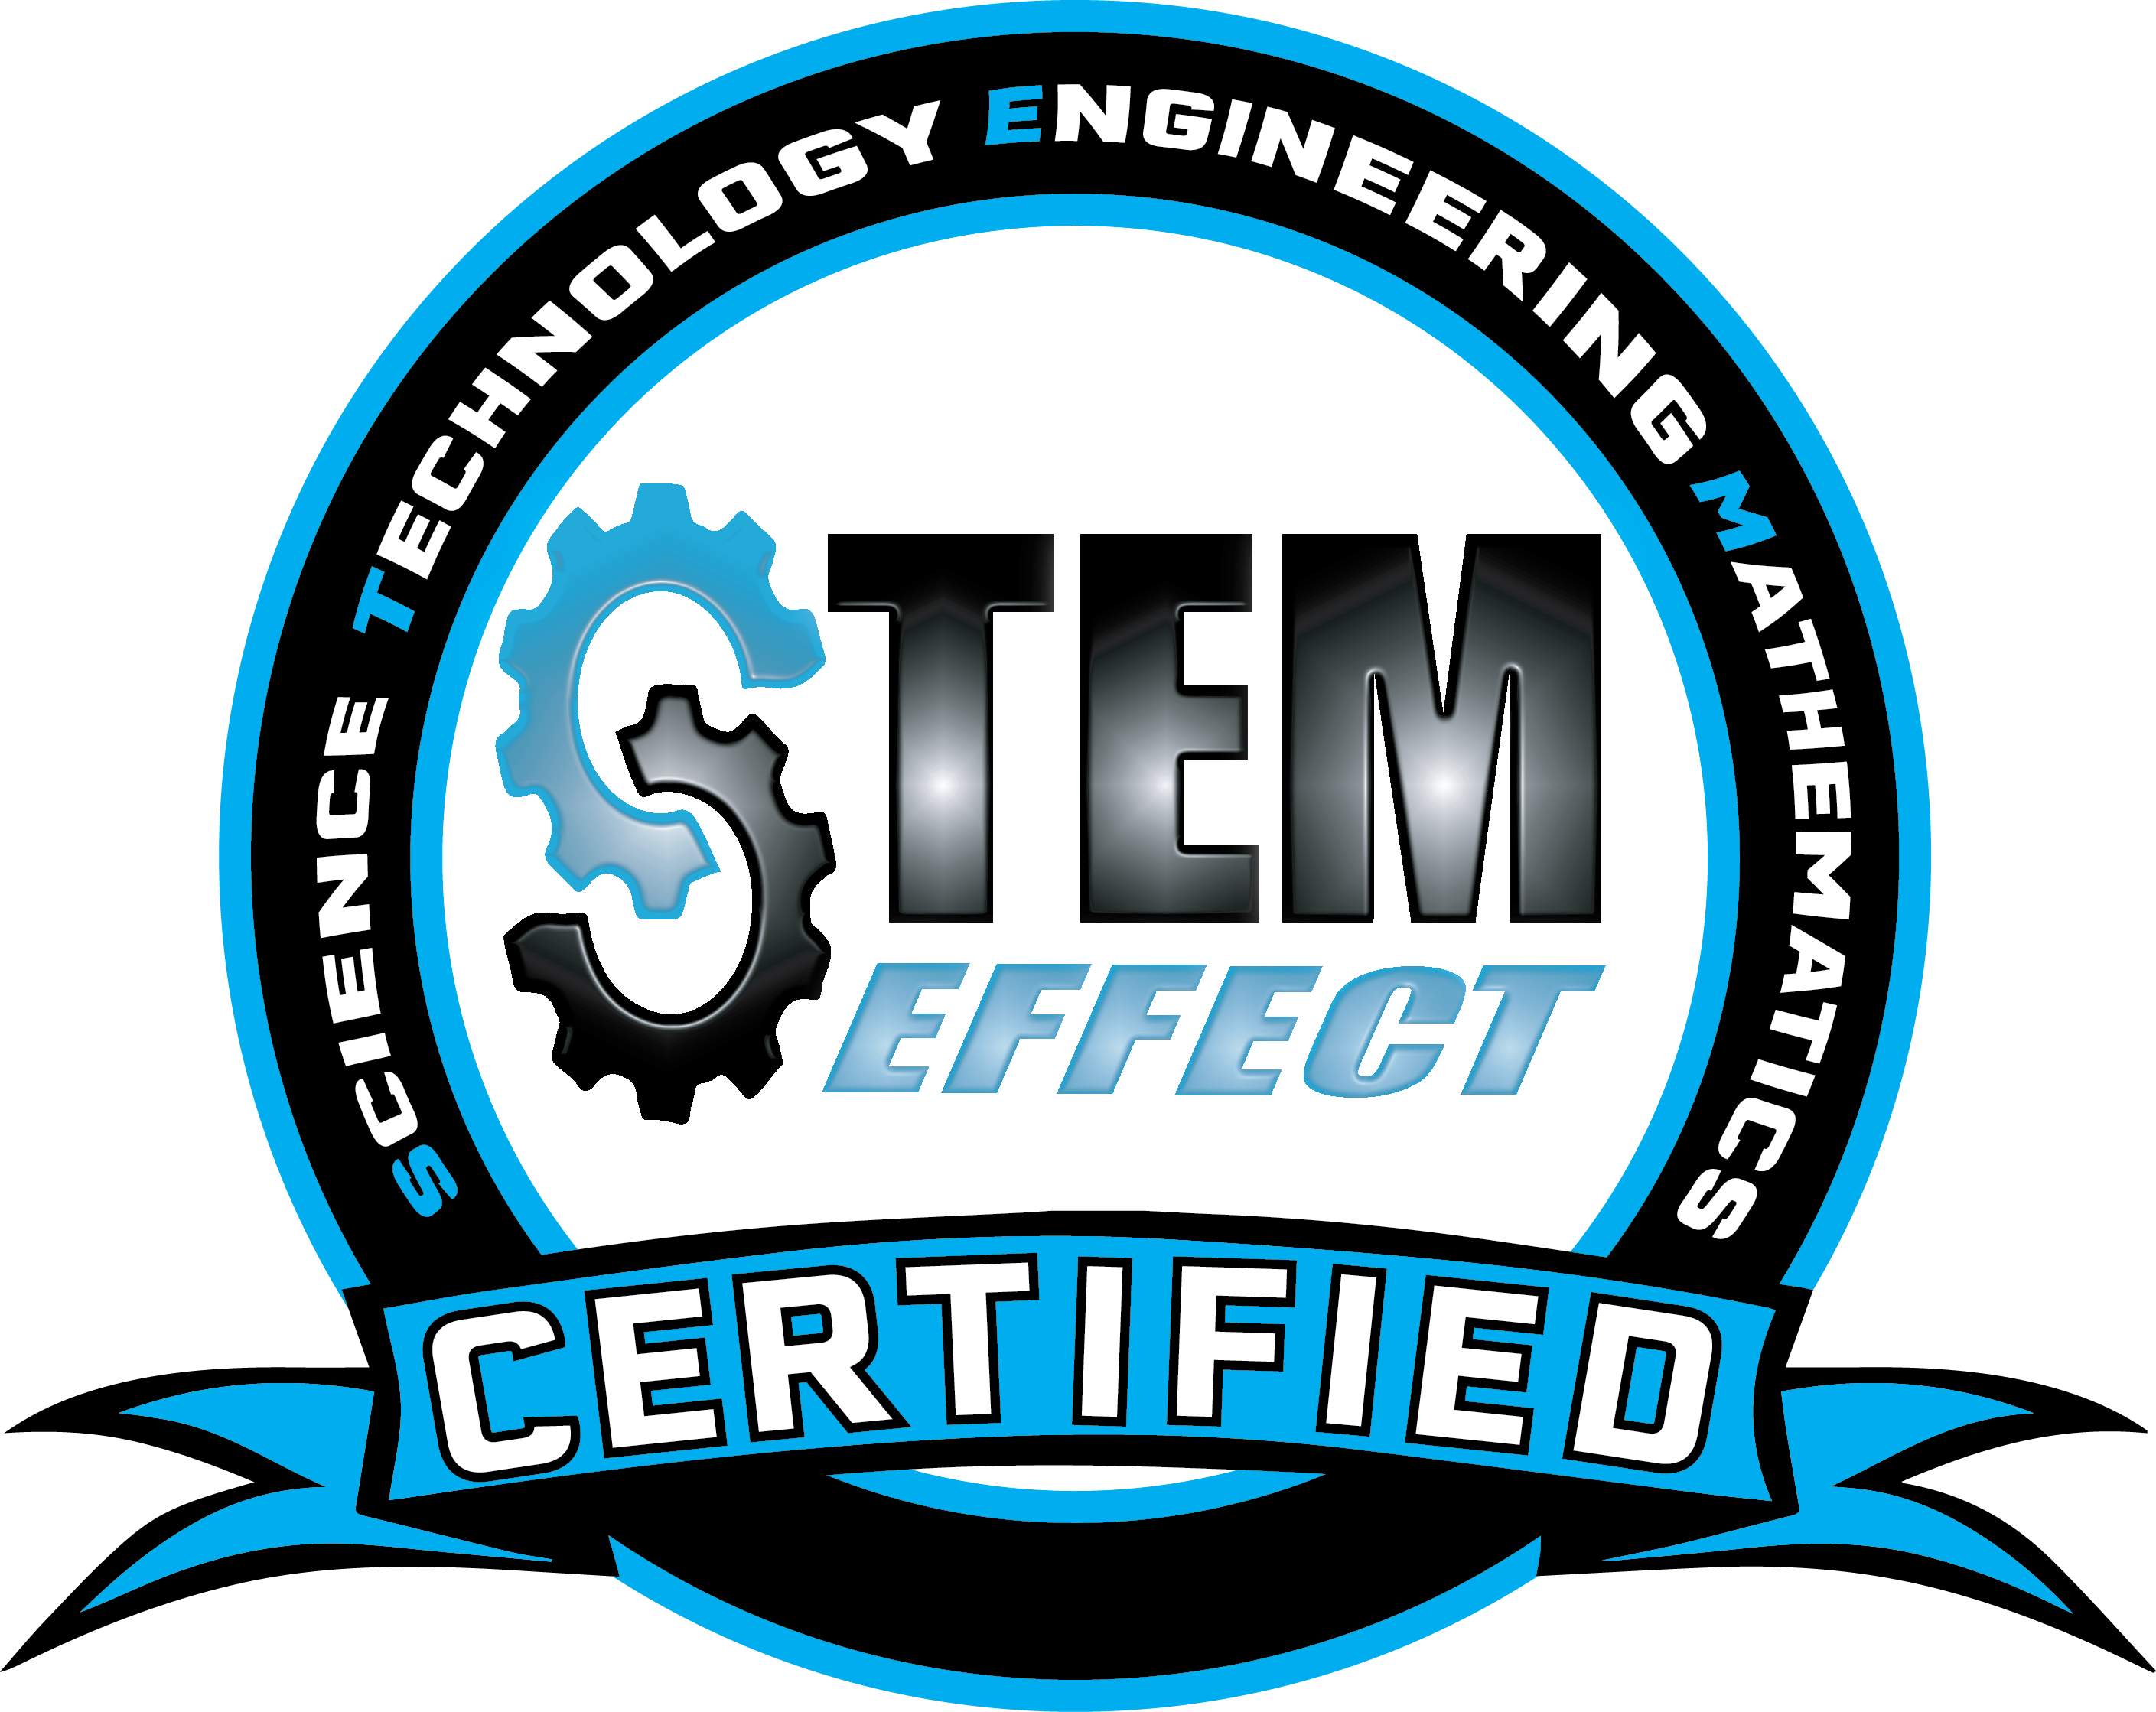 SCIENCE TECHNOLOGY ENGINEERING MATHEMATICS
STEM
EFFECT
CERTIFIED